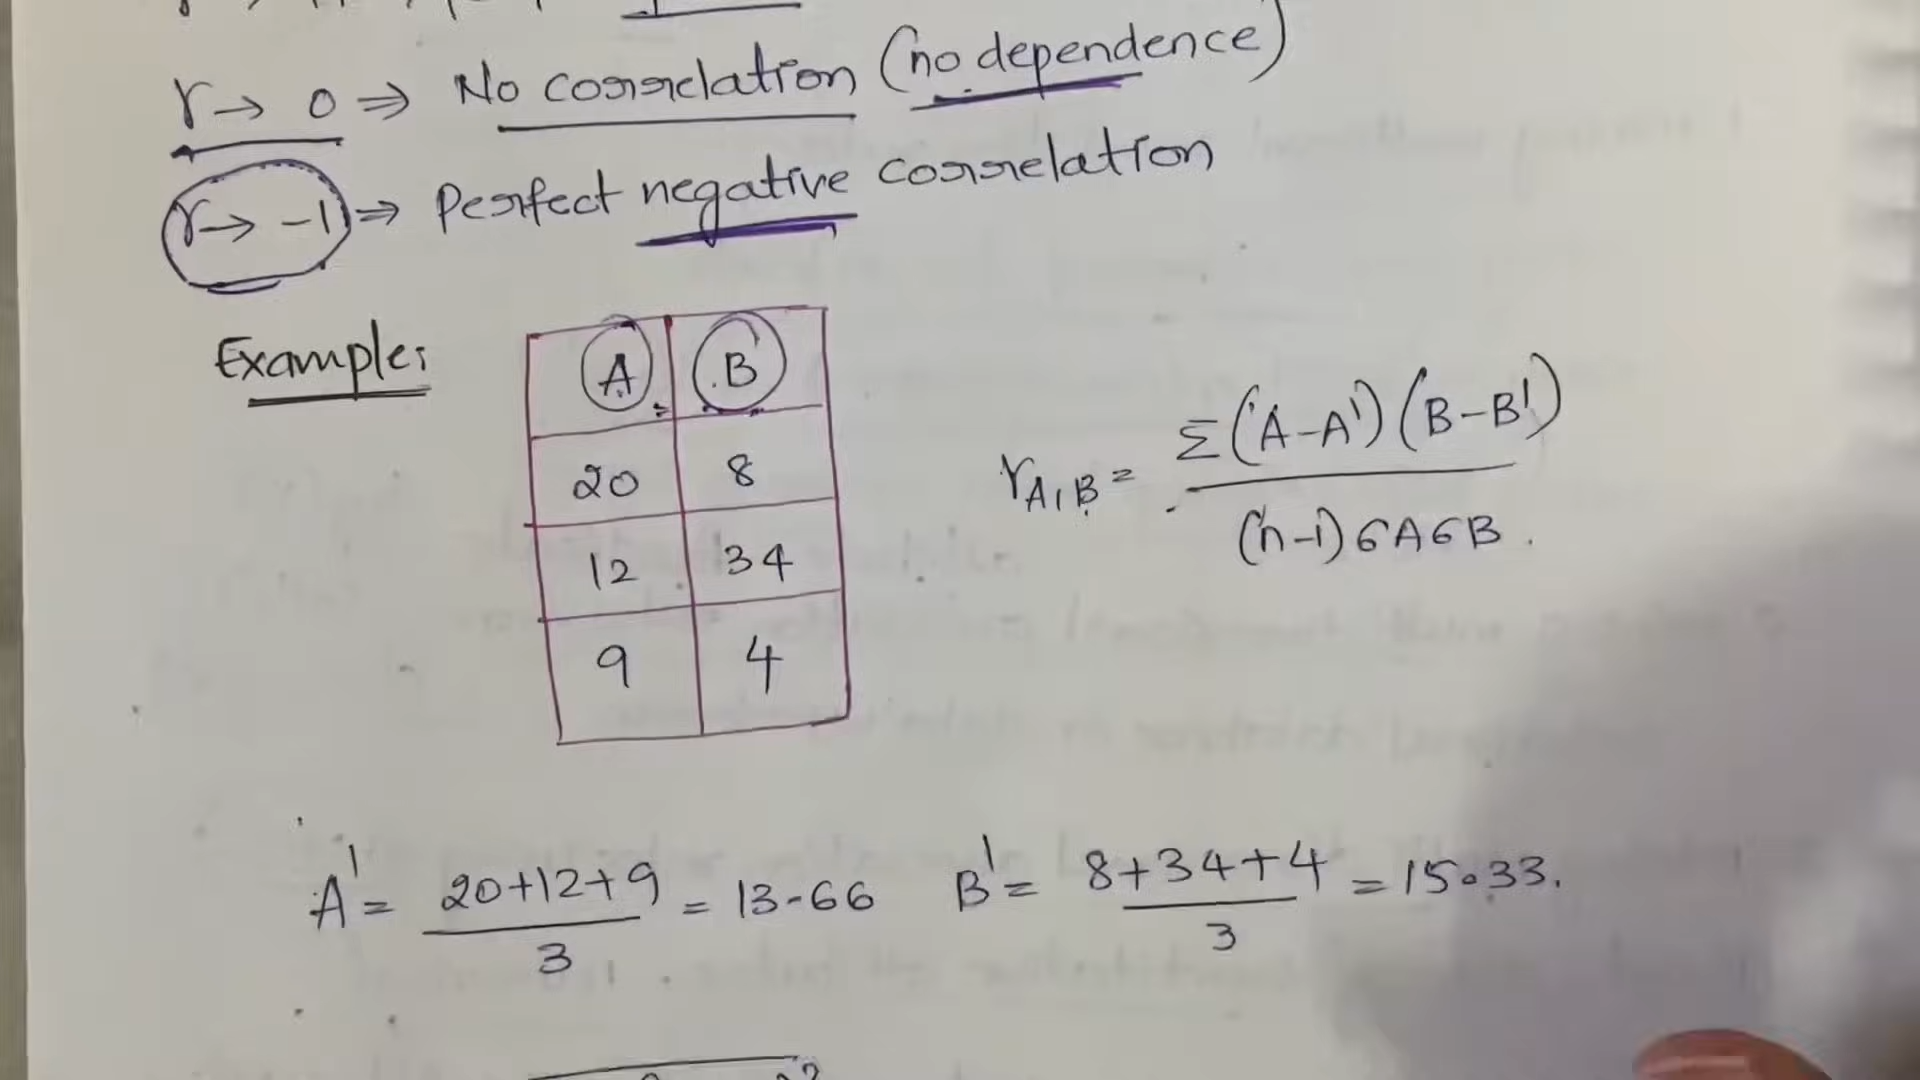 r → 0 ⇒ No correlation (no dependence)
r → -1 ⇒ Perfect negative correlation
Example:
A B
20 8
12 34
9 4
rA,B = Σ(A-A')(B-B')
(n-1)σAσB.
A' = 20+12+9 / 3 = 13.66 B' = 8+34+4 / 3 = 15.33.